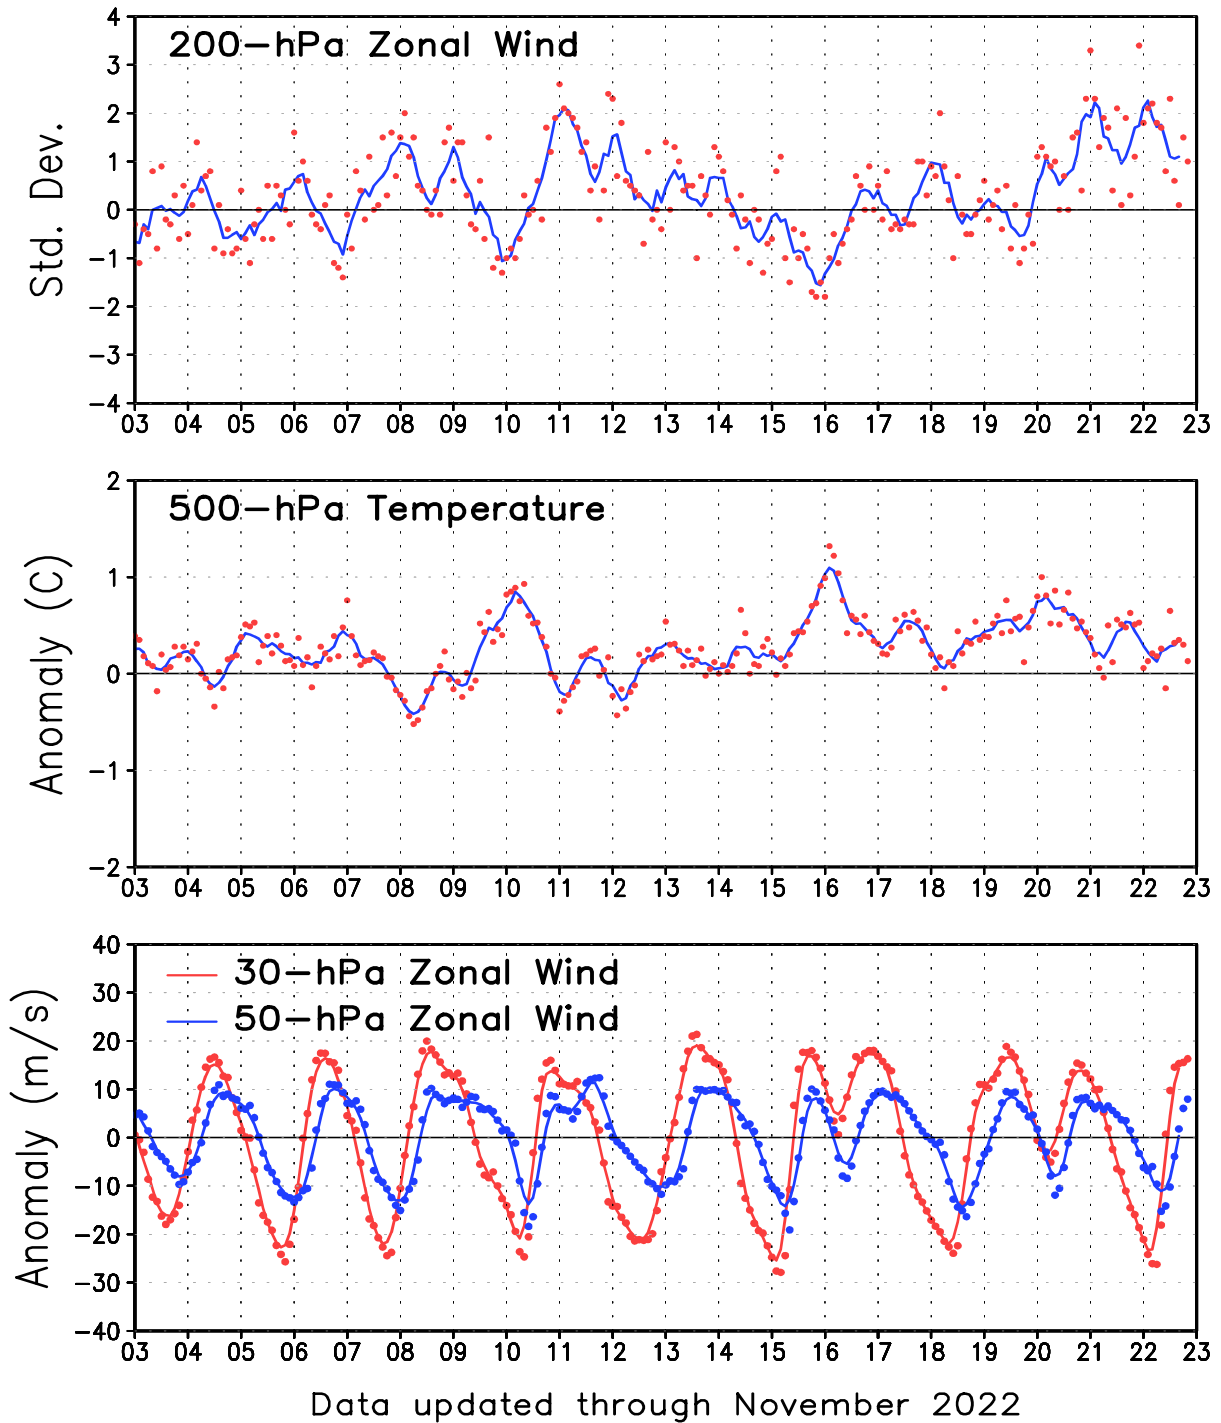 200-hPa Zonal Wind
Std. Dev.
4
3
2
1
0
-1
-2
-3
-4
03 04 05 06 07 08 09 10 11 12 13 14 15 16 17 18 19 20 21 22 23
500-hPa Temperature
Anomaly (C)
2
1
0
-1
-2
03 04 05 06 07 08 09 10 11 12 13 14 15 16 17 18 19 20 21 22 23
30-hPa Zonal Wind
50-hPa Zonal Wind
Anomaly (m/s)
40
30
20
10
0
-10
-20
-30
-40
03 04 05 06 07 08 09 10 11 12 13 14 15 16 17 18 19 20 21 22 23
Data updated through November 2022